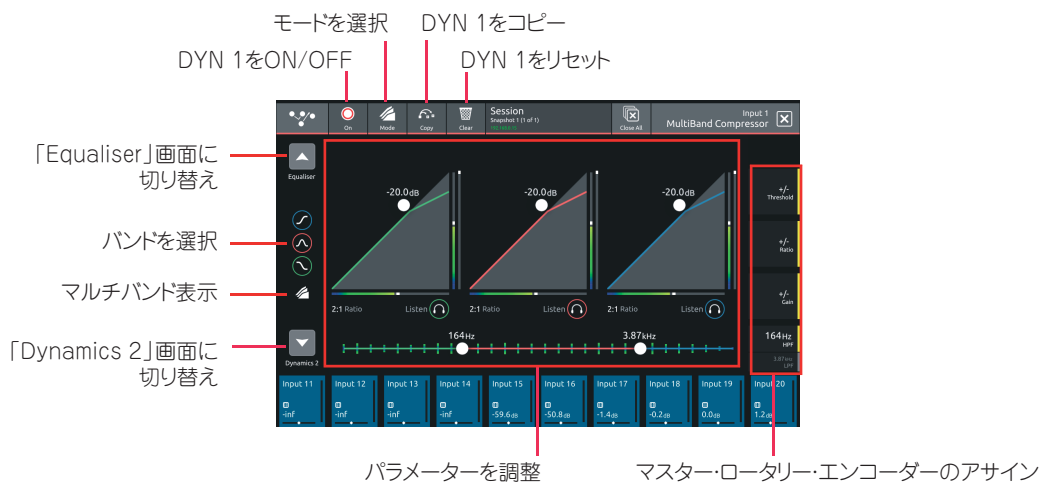 モードを選択
DYN 1をコピー
DYN 1をON/OFF
DYN 1をリセット
On
Mode
Copy
Clear
Session
Snapshot 1 (1 of 1)
Close All
Input 1
MultiBand Compressor
「Equaliser」画面に
切り替え
Equaliser
バンドを選択
マルチバンド表示
「Dynamics 2」画面に
切り替え
Dynamics 2
-20.0dB
-20.0dB
-20.0dB
2:1 Ratio
Listen
2:1 Ratio
Listen
2:1 Ratio
Listen
164Hz
3.87kHz
+/-
Threshold
+/-
Ratio
+/-
Gain
164Hz
HPF
3.87kHz
LPF
Input 11
Input 12
Input 13
Input 14
Input 15
Input 16
Input 17
Input 18
Input 19
Input 20
-inf
-inf
-inf
-inf
-59.6dB
-50.8dB
-1.4dB
-0.2dB
0.0dB
1.2dB
パラメーターを調整
マスター・ロータリー・エンコーダーのアサイン